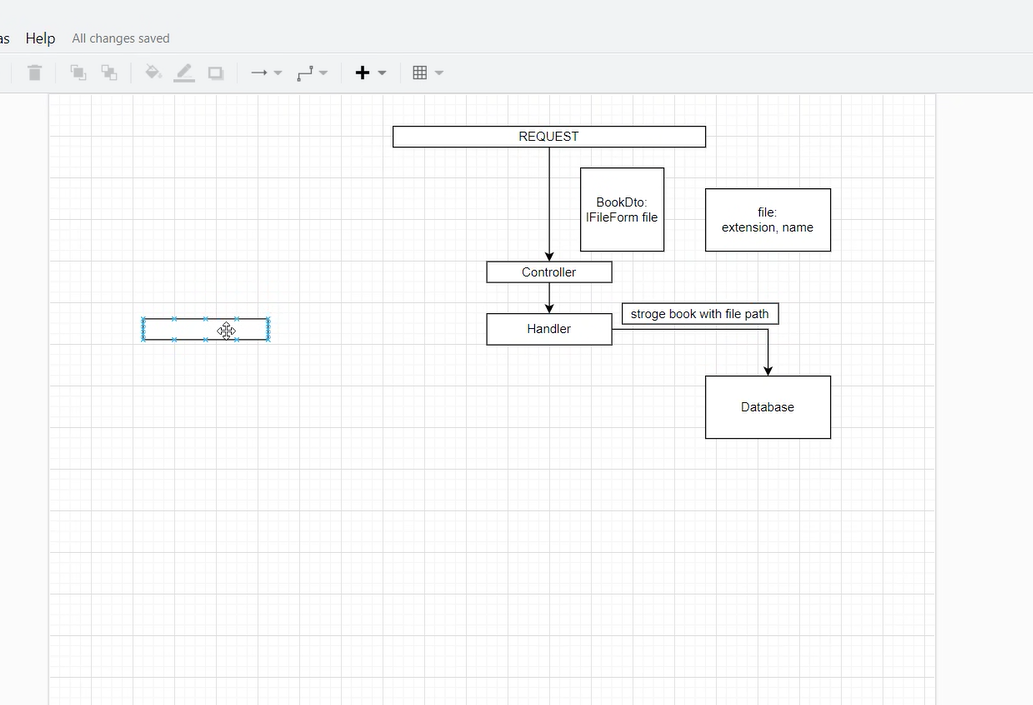 as Help All changes saved
REQUEST
BookDto:
IFileForm file
file:
extension, name
Controller
stroge book with file path
Handler
Database